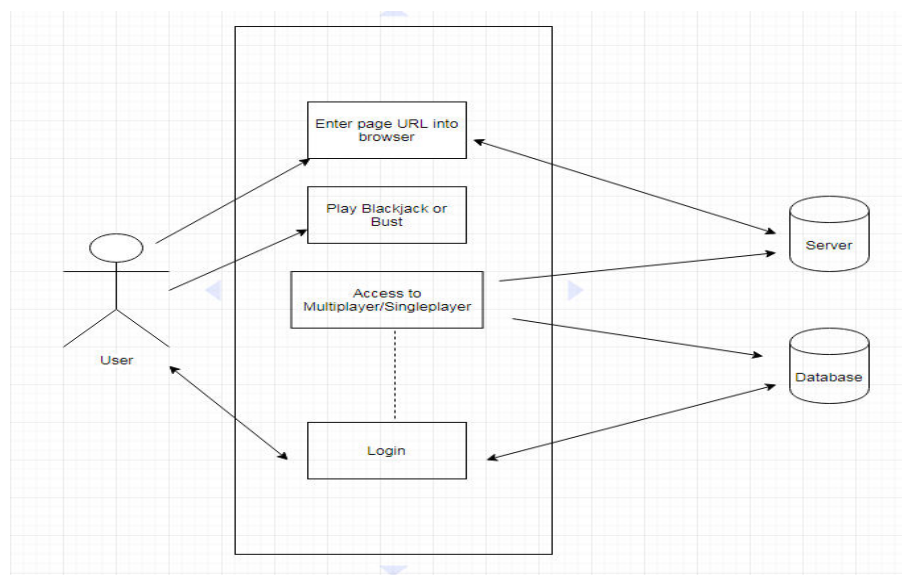 Enter page URL into
browser
Play Blackjack or
Bust
Access to
Multiplayer/Singleplayer
Login
User
Server
Database